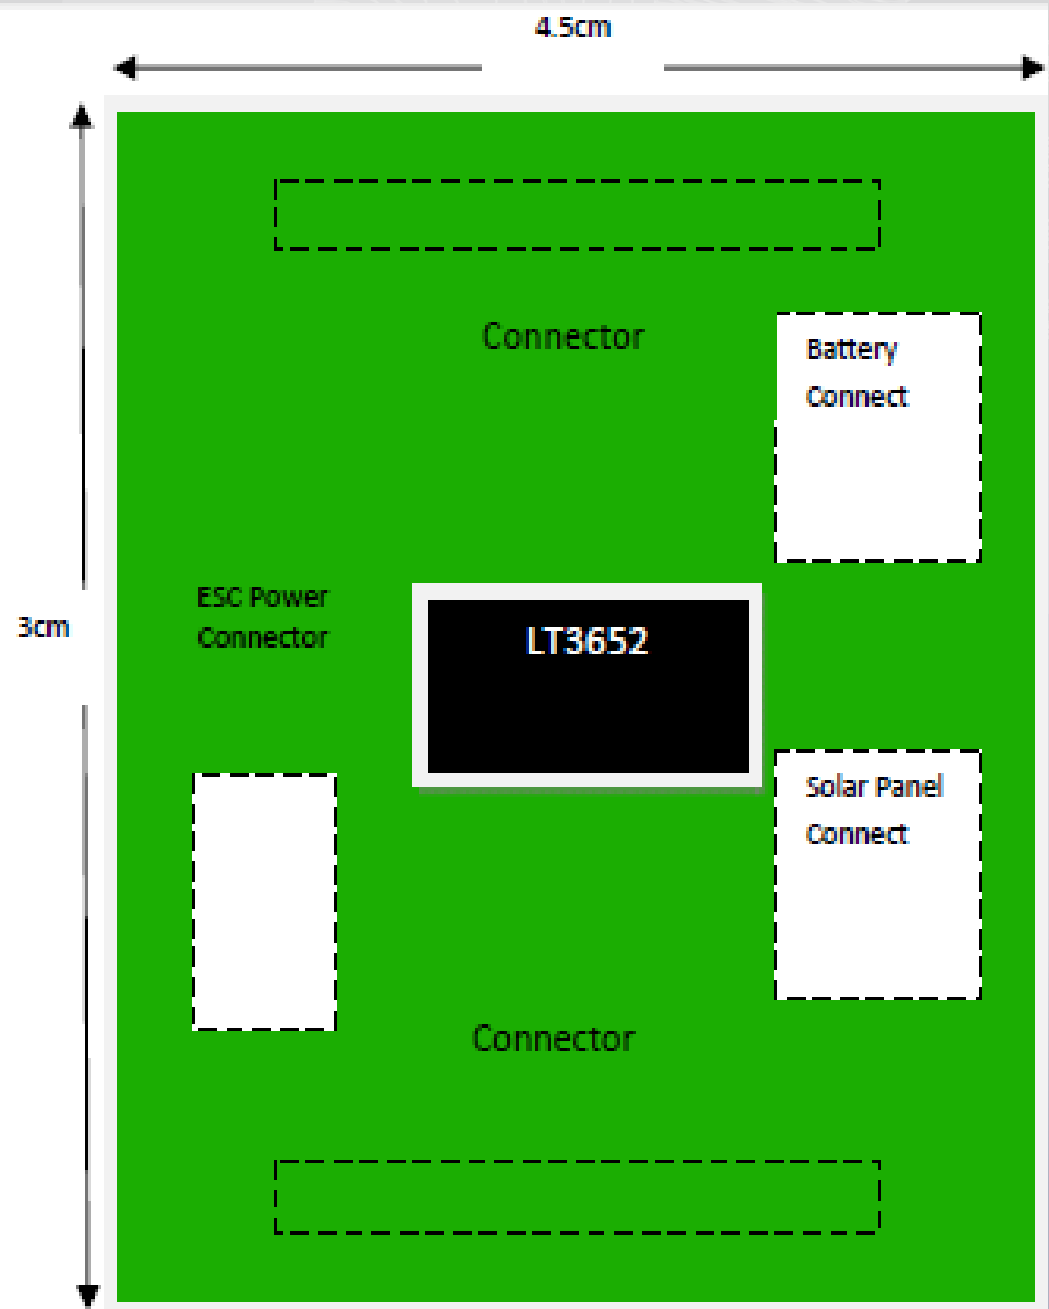 4.5cm
Connector
Battery
Connect
ESC Power
Connector
3cm
LT3652
Solar Panel
Connect
Connector